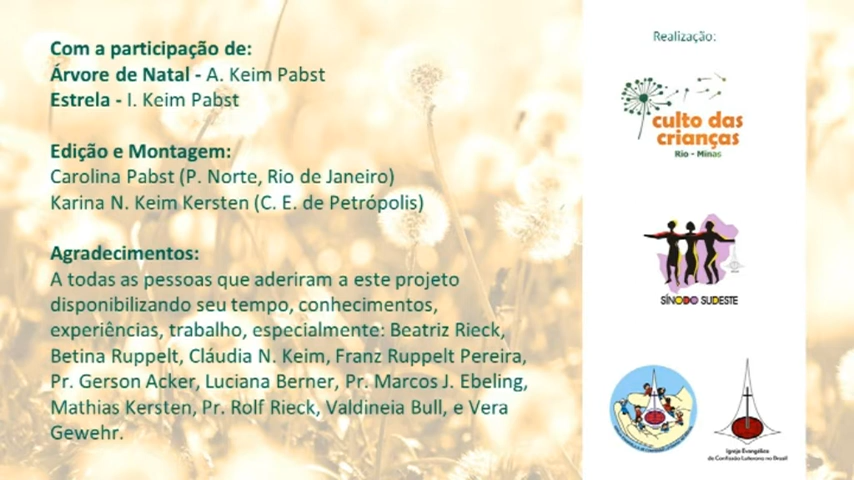 Com a participação de:
Árvore de Natal - A. Keim Pabst
Estrela - I. Keim Pabst
Edição e Montagem:
Carolina Pabst (P. Norte, Rio de Janeiro)
Karina N. Keim Kersten (C. E. de Petrópolis)
Agradecimentos:
A todas as pessoas que aderiram a este projeto
disponibilizando seu tempo, conhecimentos,
experiências, trabalho, especialmente: Beatriz Rieck,
Betina Ruppelt, Cláudia N. Keim, Franz Ruppelt Pereira,
Pr. Gerson Acker, Luciana Berner, Pr. Marcos J. Ebeling,
Mathias Kersten, Pr. Rolf Rieck, Valdineia Bull, e Vera
Gewehr.
Realização:
culto das
crianças
Rio - Minas
SÍNODO SUDESTE
Igreja Evangélica
de Confissão Luterana no Brasil